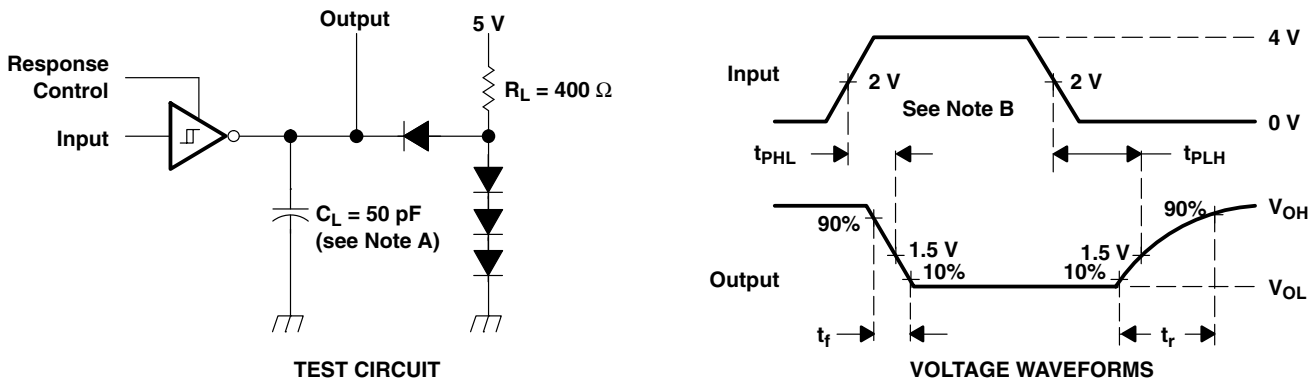 Output
5 V
Response
Control
R_L = 400 Ω
Input
C_L = 50 pF
(see Note A)
TEST CIRCUIT
4 V
Input
2 V
2 V
See Note B
0 V
t_PHL
t_PLH
90%
90%
V_OH
1.5 V
1.5 V
10%
10%
Output
V_OL
t_f
t_r
VOLTAGE WAVEFORMS